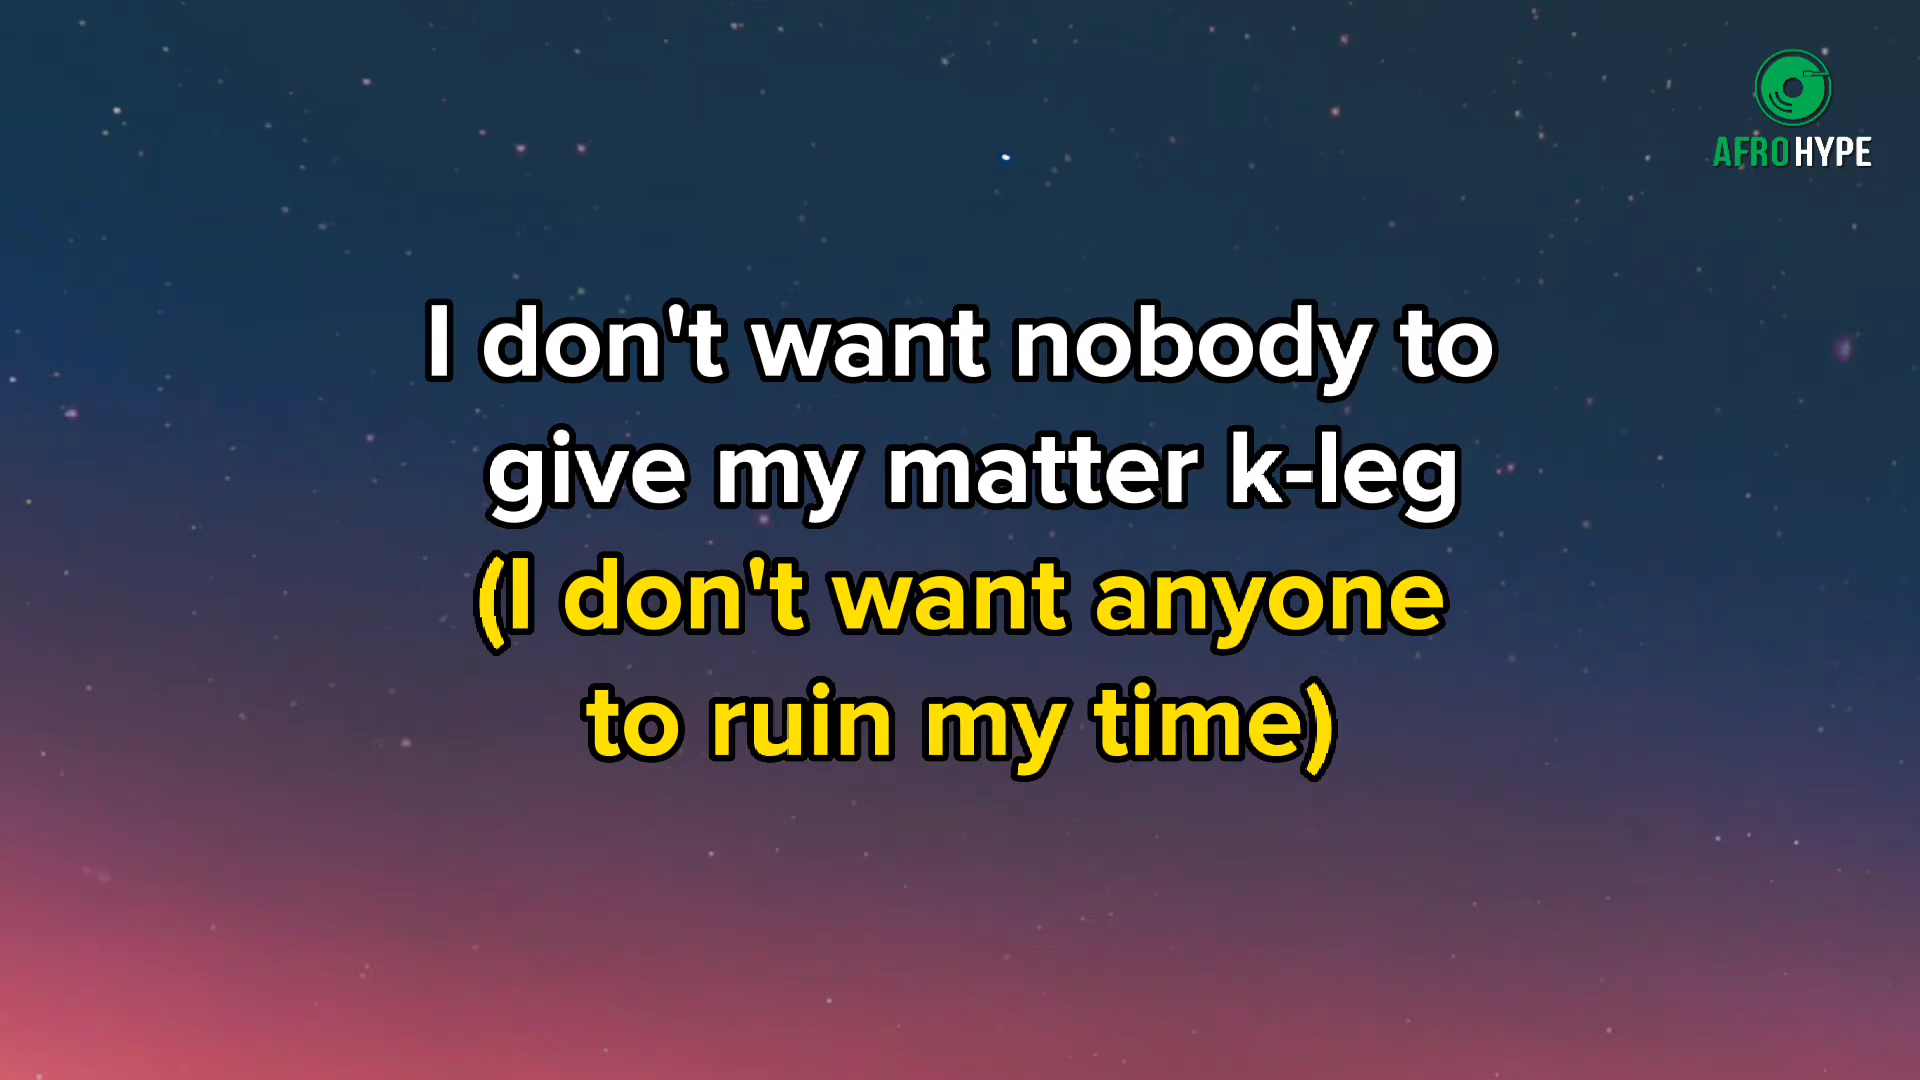 AFROHYPE
I don't want nobody to
give my matter k-leg
(I don't want anyone
to ruin my time)